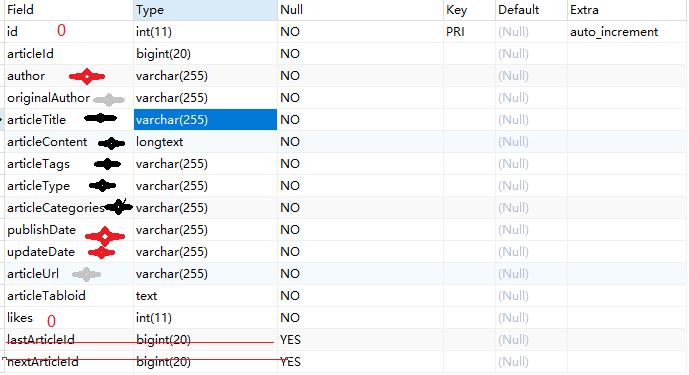 Field Type Null Key Default Extra
id 0 int(11) NO PRI (Null) auto_increment
articleId bigint(20) NO (Null)
author varchar(255) NO (Null)
originalAuthor varchar(255) NO (Null)
articleTitle varchar(255) NO (Null)
articleContent longtext NO (Null)
articleTags varchar(255) NO (Null)
articleType varchar(255) NO (Null)
articleCategories varchar(255) NO (Null)
publishDate varchar(255) NO (Null)
updateDate varchar(255) NO (Null)
articleUrl varchar(255) NO (Null)
articleTabloid text NO (Null)
likes 0 int(11) NO (Null)
lastArticleId bigint(20) YES (Null)
nextArticleId bigint(20) YES (Null)